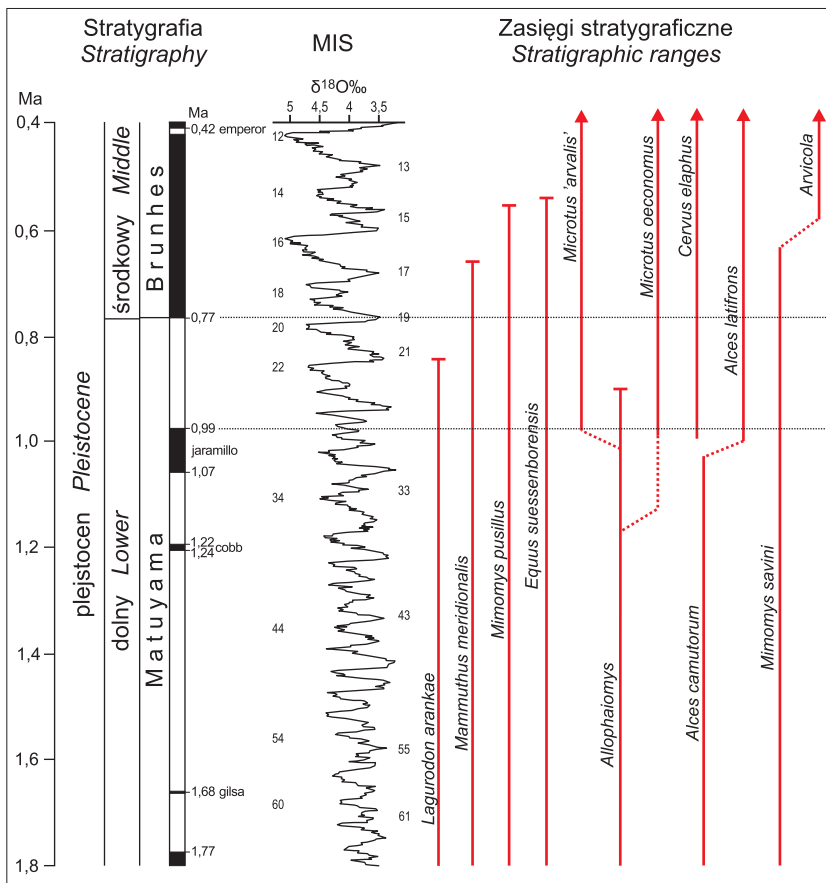 Stratygrafia
Stratigraphy
MIS
Zasięgi stratygraficzne
Stratigraphic ranges
δ18O‰
5 4,5 4 3,5
Ma
Ma
0,4
0,6
0,8
1,0
1,2
1,4
1,6
1,8
plejstocen Pleistocene
środkowy Middle
dolny Lower
Brunhes
Matuyama
0,42 emperor
0,77
0,99
jaramillo
1,07
1,22
cobb
1,24
1,68 gilsa
1,77
12
13
14
15
16
17
18
19
20
21
22
33
34
43
44
54
55
60
61
Lagurodon arankae
Mammuthus meridionalis
Mimomys pusillus
Equus suessenborensis
Microtus 'arvalis'
Allophaiomys
Microtus oeconomus
Cervus elaphus
Alces camutorum
Alces latifrons
Mimomys savini
Arvicola